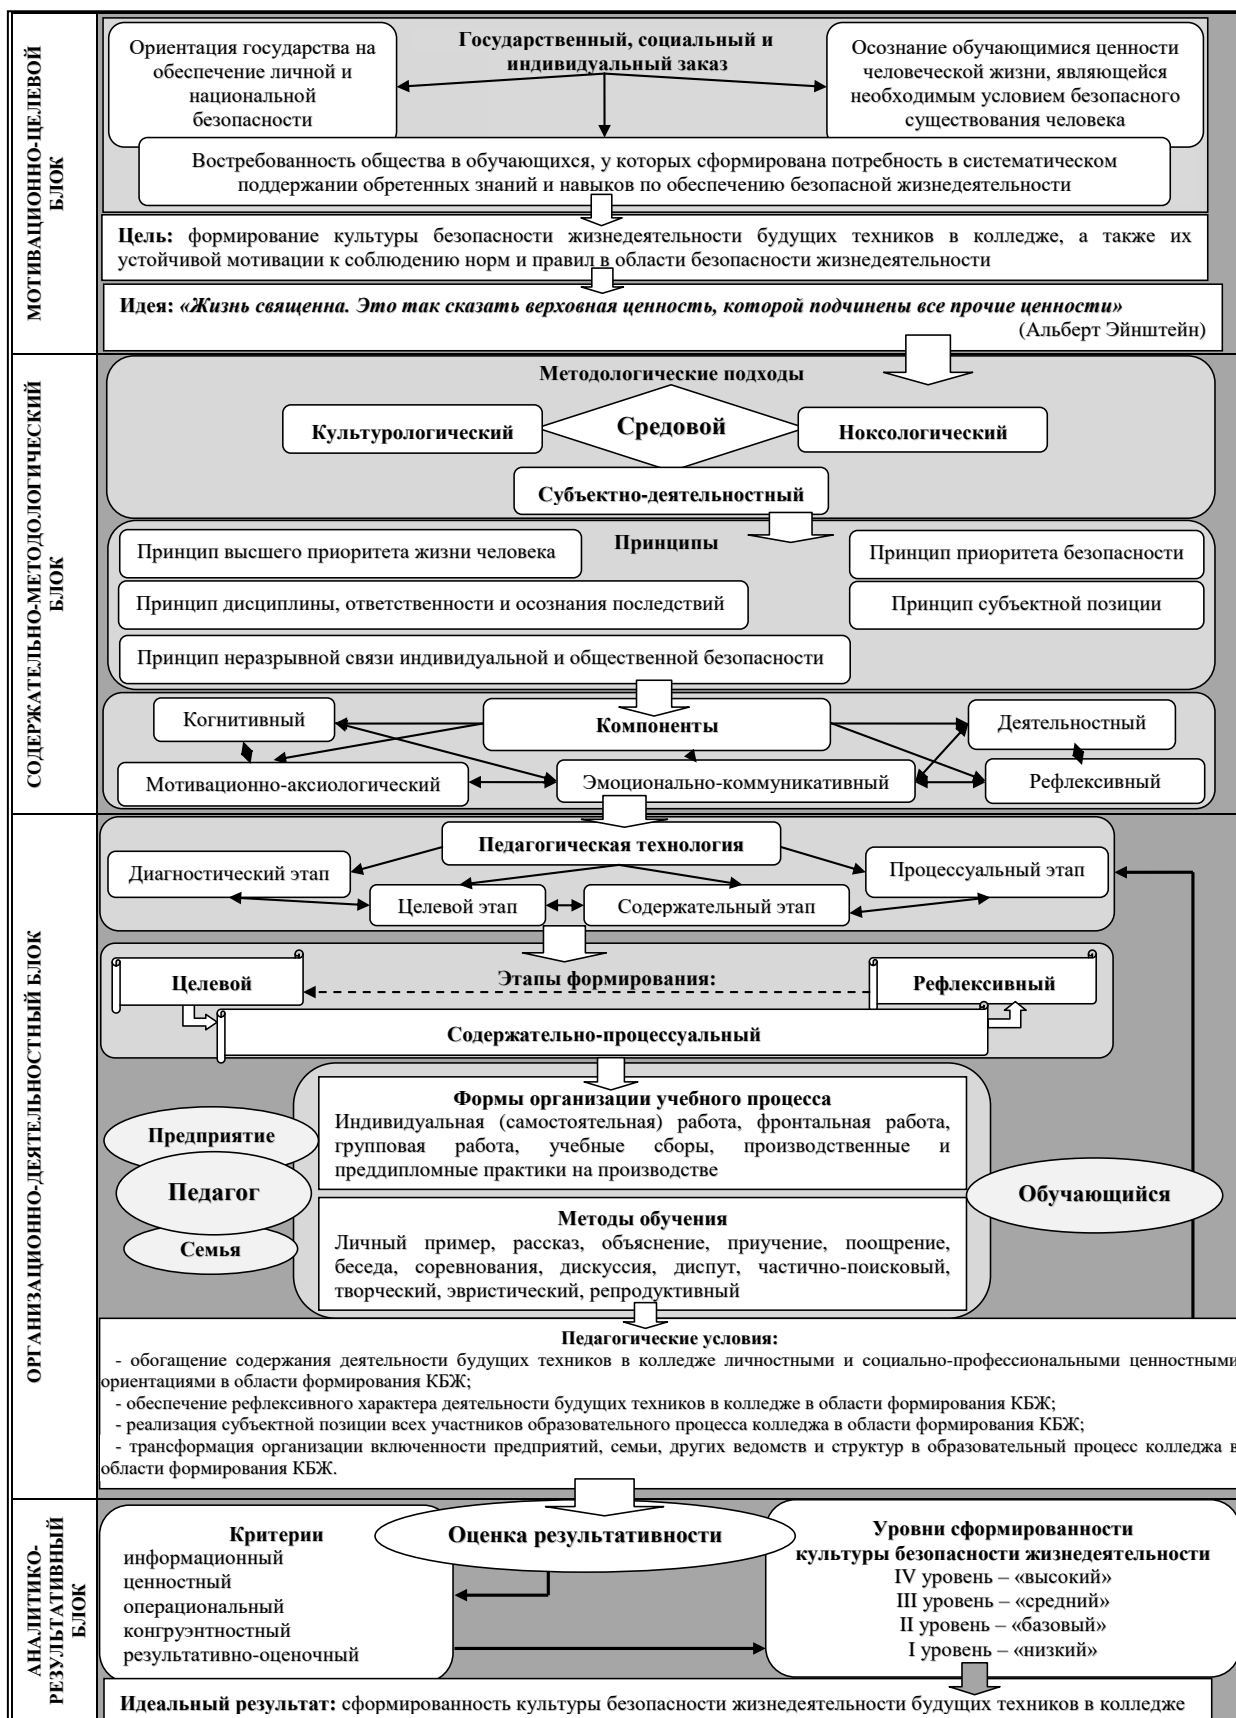 МОТИВАЦИОННО-ЦЕЛЕВОЙ
БЛОК
Ориентация государства на
обеспечение личной и
национальной
безопасности
Государственный, социальный и
индивидуальный заказ
Осознание обучающимися ценности
человеческой жизни, являющейся
необходимым условием безопасного
существования человека
Востребованность общества в обучающихся, у которых сформирована потребность в систематическом
поддержании обретенных знаний и навыков по обеспечению безопасной жизнедеятельности
Цель: формирование культуры безопасности жизнедеятельности будущих техников в колледже, а также их
устойчивой мотивации к соблюдению норм и правил в области безопасности жизнедеятельности
Идея: «Жизнь священна. Это так сказать верховная ценность, которой подчинены все прочие ценности»
(Альберт Эйнштейн)
СОДЕРЖАТЕЛЬНО-МЕТОДОЛОГИЧЕСКИЙ
БЛОК
Методологические подходы
Культурологический
Средовой
Ноксологический
Субъектно-деятельностный
Принципы
Принцип высшего приоритета жизни человека
Принцип приоритета безопасности
Принцип дисциплины, ответственности и осознания последствий
Принцип субъектной позиции
Принцип неразрывной связи индивидуальной и общественной безопасности
Когнитивный
Компоненты
Деятельностный
Мотивационно-аксиологический
Эмоционально-коммуникативный
Рефлексивный
ОРГАНИЗАЦИОННО-ДЕЯТЕЛЬНОСТНЫЙ БЛОК
Педагогическая технология
Диагностический этап
Процессуальный этап
Целевой этап
Содержательный этап
Этапы формирования:
Целевой
Рефлексивный
Содержательно-процессуальный
Формы организации учебного процесса
Индивидуальная (самостоятельная) работа, фронтальная работа,
групповая работа, учебные сборы, производственные и
преддипломные практики на производстве
Предприятие
Педагог
Семья
Обучающийся
Методы обучения
Личный пример, рассказ, объяснение, приучение, поощрение,
беседа, соревнования, дискуссия, диспут, частично-поисковый,
творческий, эвристический, репродуктивный
Педагогические условия:
- обогащение содержания деятельности будущих техников в колледже личностными и социально-профессиональными ценностными
ориентациями в области формирования КБЖ;
- обеспечение рефлексивного характера деятельности будущих техников в колледже в области формирования КБЖ;
- реализация субъектной позиции всех участников образовательного процесса колледжа в области формирования КБЖ;
- трансформация организации включенности предприятий, семьи, других ведомств и структур в образовательный процесс колледжа в
области формирования КБЖ.
АНАЛИТИКО-
РЕЗУЛЬТАТИВНЫЙ
БЛОК
Критерии
информационный
ценностный
операциональный
конгруэнтностный
результативно-оценочный
Оценка результативности
Уровни сформированности
культуры безопасности жизнедеятельности
IV уровень – «высокий»
III уровень – «средний»
II уровень – «базовый»
I уровень – «низкий»
Идеальный результат: сформированность культуры безопасности жизнедеятельности будущих техников в колледже